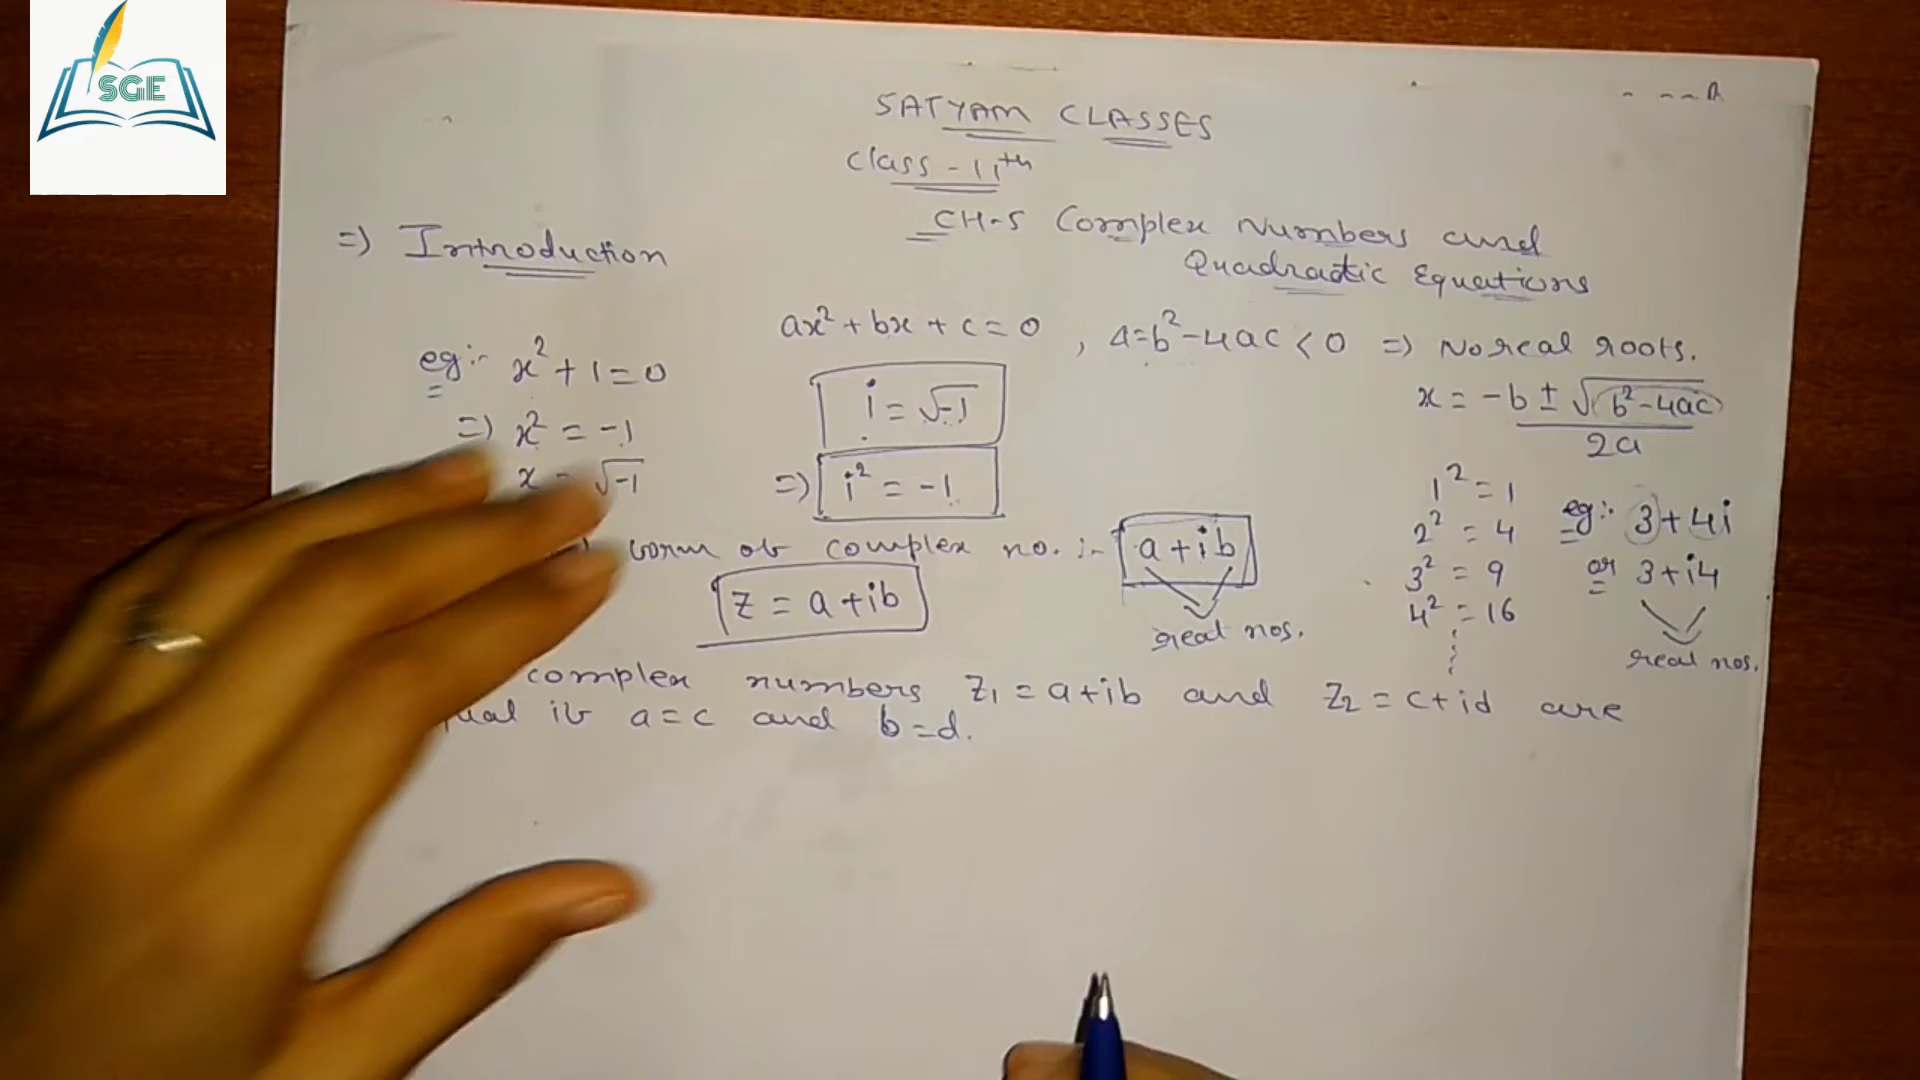 SGE
SATYAM CLASSES
Class - 11th
CH-5 Complex Numbers and
Quadratic Equations
=> Introduction
ax² + bx + c = 0 , Δ=b²-4ac < 0 => No real roots.
x = -b ± √b²-4ac
2a
eg:- x² + 1 = 0
=> x² = -1
x = √-1
i = √-1
=> i² = -1
form of complex no. :- a+ib
real nos.
z = a+ib
1² = 1
2² = 4
3² = 9
4² = 16
eg:- 3+4i
or 3+i4
real nos.
complex numbers z₁ = a+ib and z₂ = c+id are
if a=c and b=d.